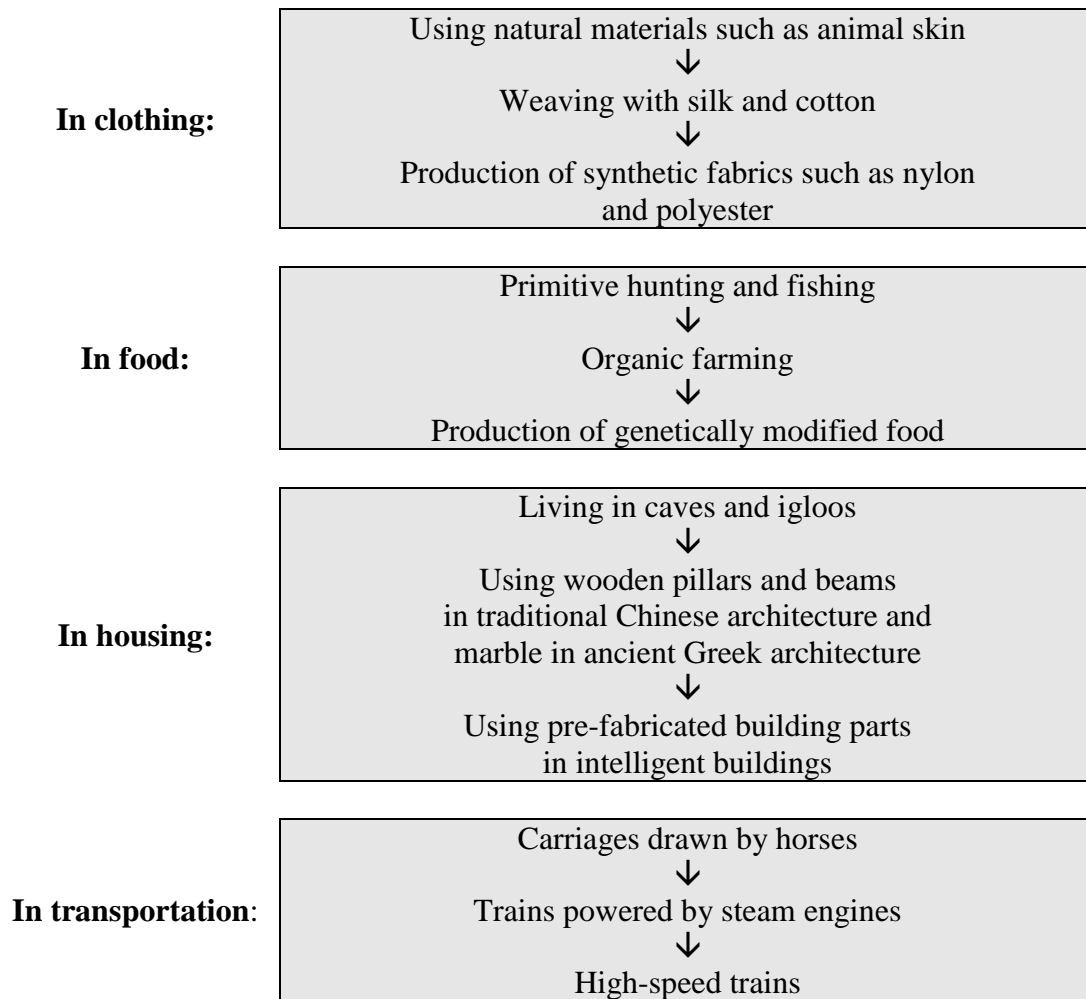 In clothing:
Using natural materials such as animal skin
↓
Weaving with silk and cotton
↓
Production of synthetic fabrics such as nylon
and polyester
In food:
Primitive hunting and fishing
↓
Organic farming
↓
Production of genetically modified food
In housing:
Living in caves and igloos
↓
Using wooden pillars and beams
in traditional Chinese architecture and
marble in ancient Greek architecture
↓
Using pre-fabricated building parts
in intelligent buildings
In transportation:
Carriages drawn by horses
↓
Trains powered by steam engines
↓
High-speed trains